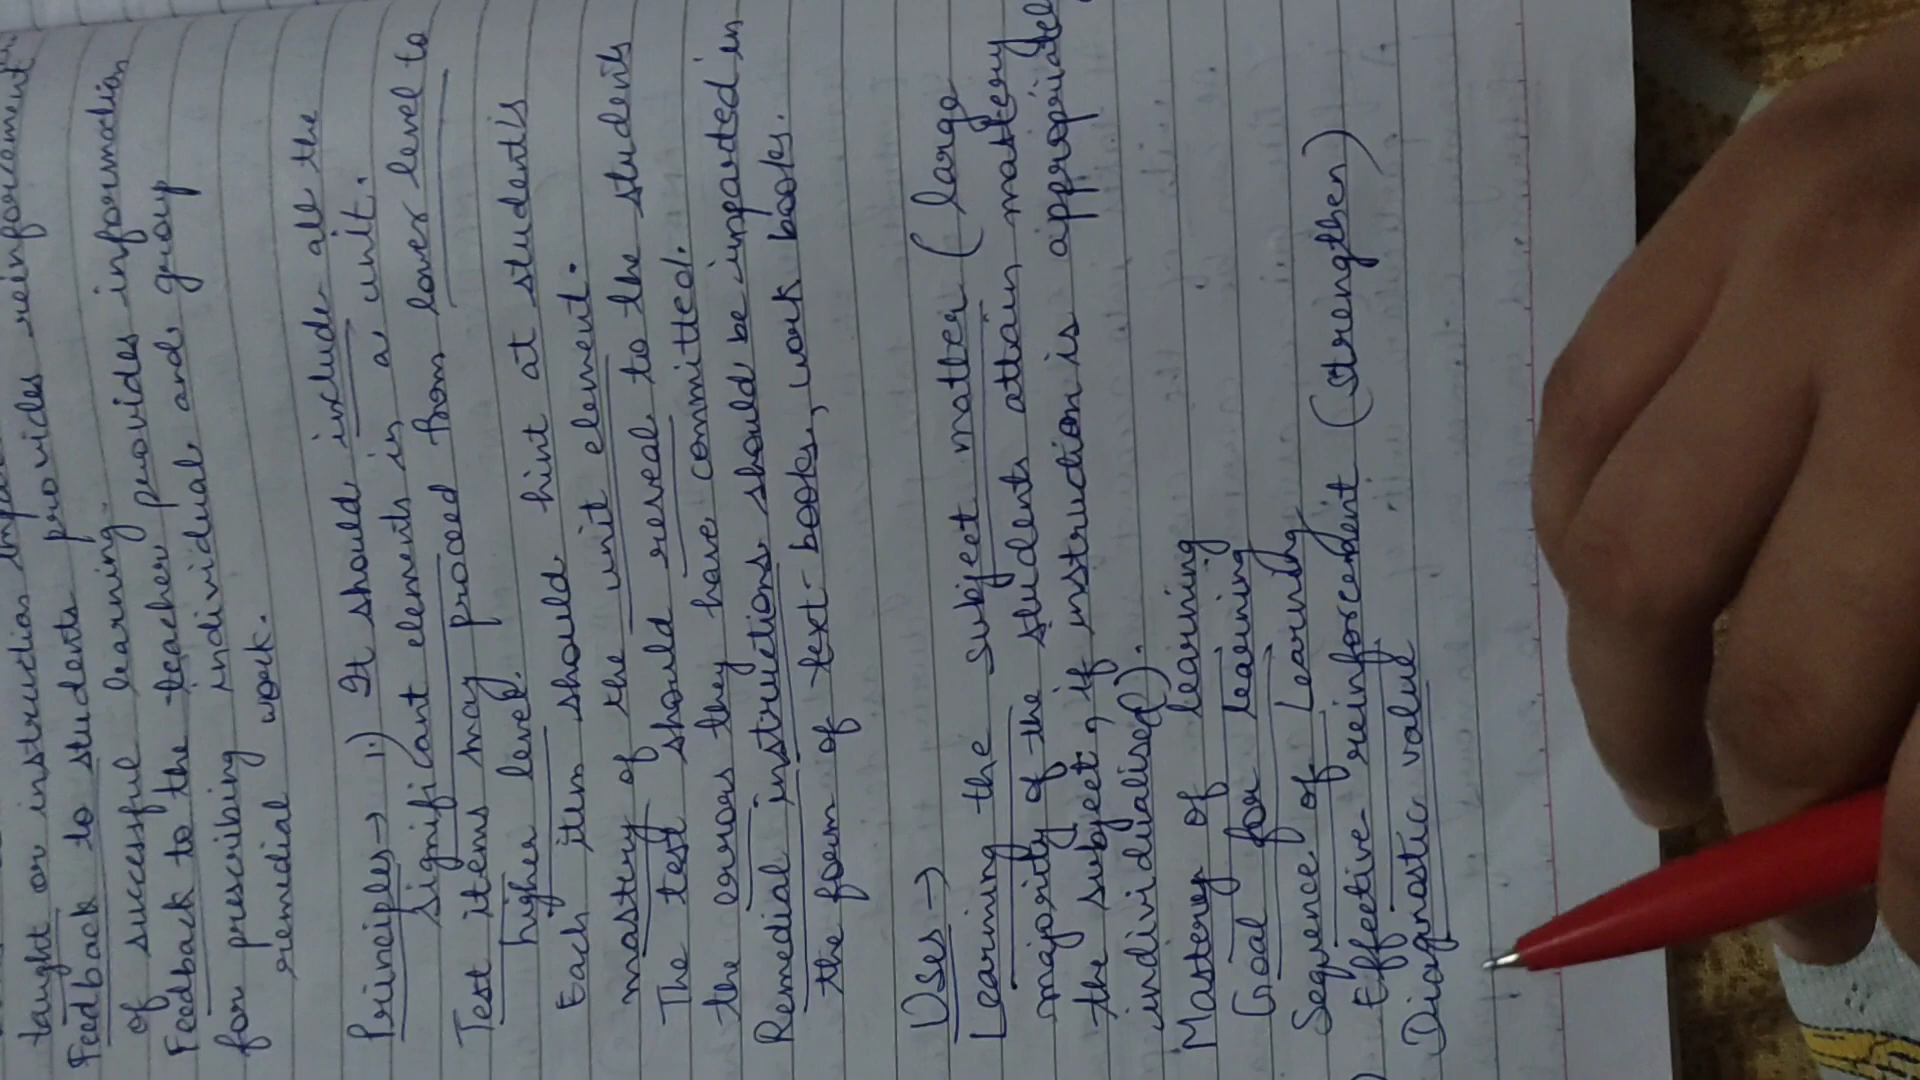 taught or instruction provides reinforcement
Feedback to students provides
of successful learning.
Feedback to the teacher provides information
for prescribing individual and group
remedial work.
Principles→ 1.) It should include all the
significant elements in a unit.
Test items may proceed from lower level to
higher level.
Each item should hint at student's
mastery of the unit element.
The test should reveal to the students
the errors they have committed.
Remedial instructions should be imparted in
the form of text-books, work books.
Uses→
Learning the subject matter (large
majority of the students attain mastery
the subject, if instruction is appropriately
individualised).
Mastery of learning
Goal for learning
Sequence of Learning
) Effective reinforcement (strengthen)
Diagnostic value